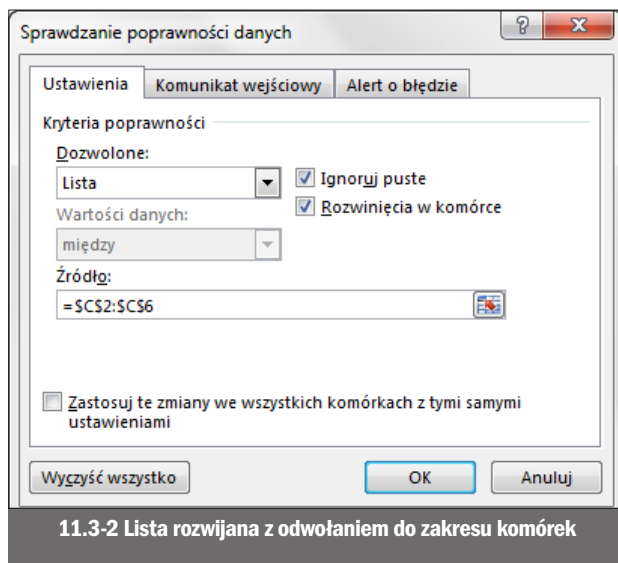 Sprawdzanie poprawności danych
Ustawienia
Komunikat wejściowy
Alert o błędzie
Kryteria poprawności
Dozwolone:
Lista
Ignoruj puste
Wartości danych:
Rozwinięcia w komórce
między
Źródło:
=$C$2:$C$6
Zastosuj te zmiany we wszystkich komórkach z tymi samymi
ustawieniami
Wyczyść wszystko
OK
Anuluj
11.3-2 Lista rozwijana z odwołaniem do zakresu komórek